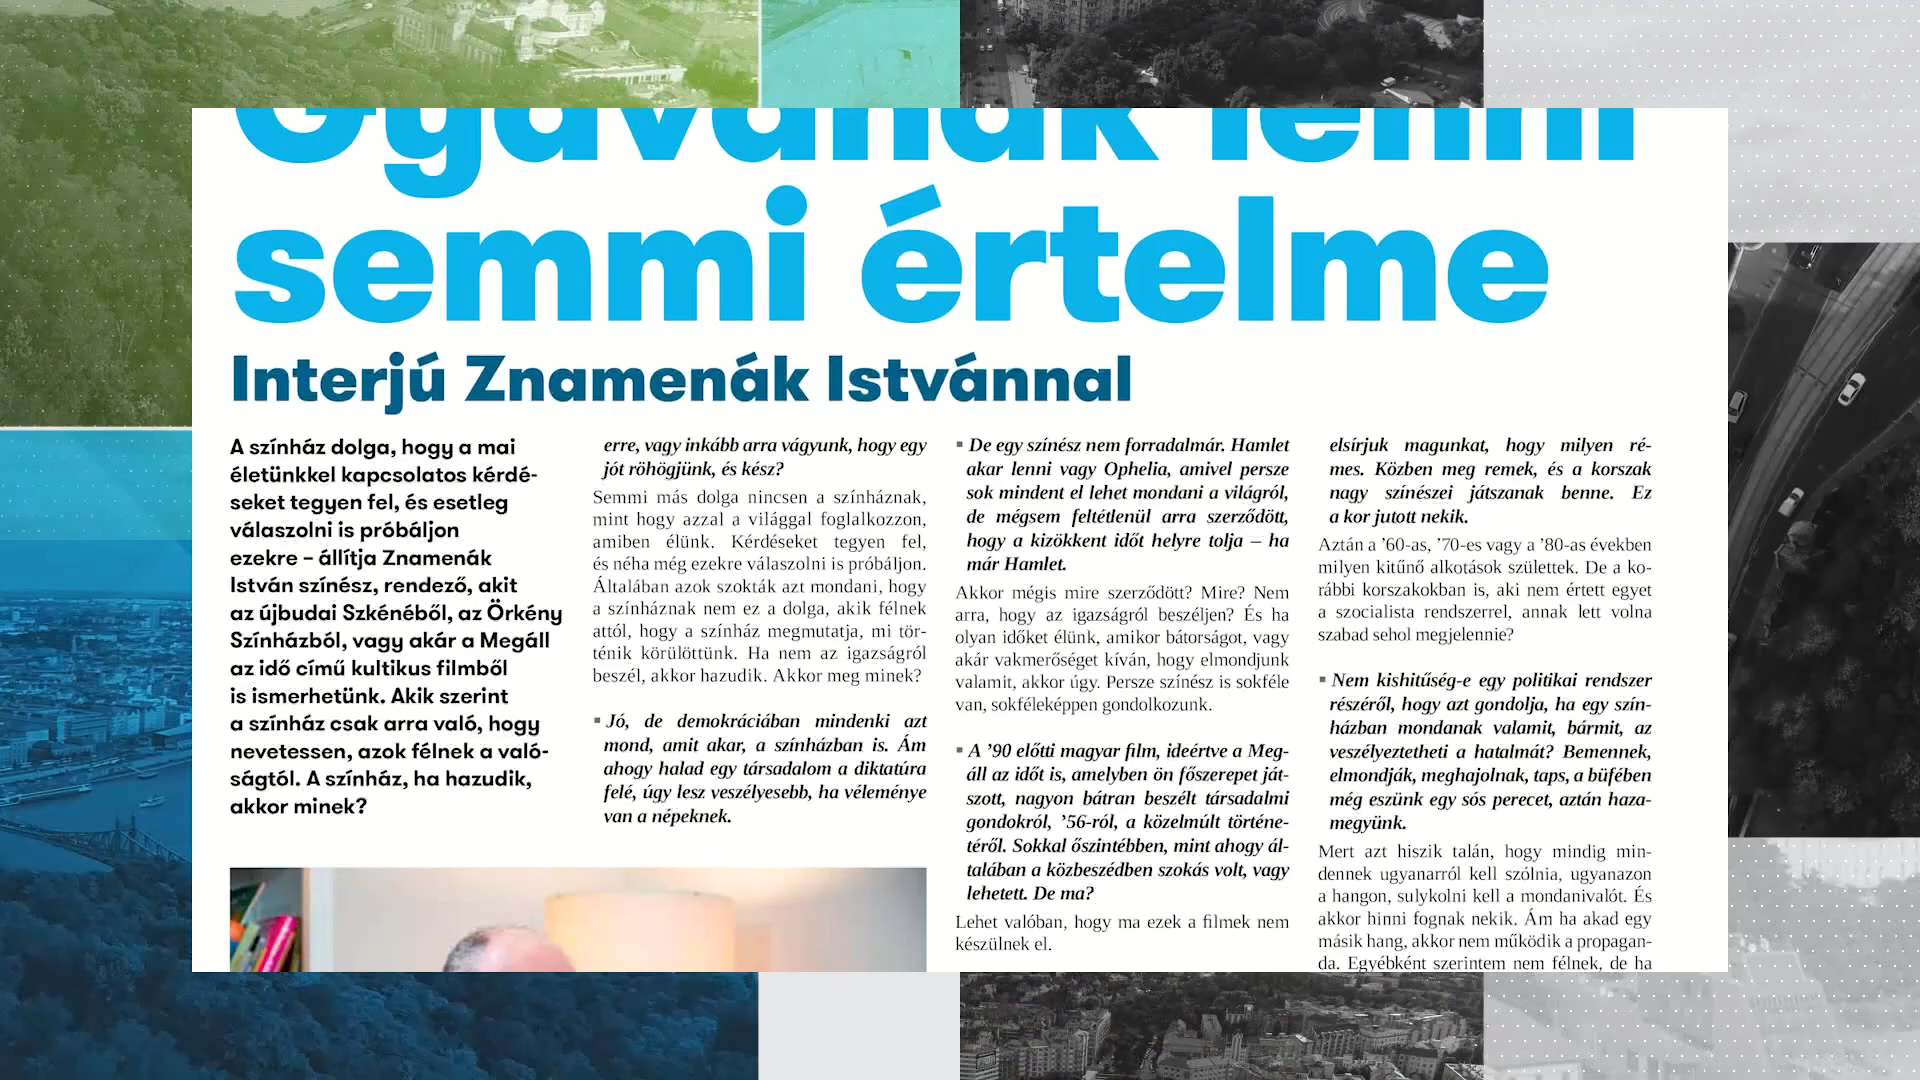 Gyávának lenni
semmi értelme
Interjú Znamenák Istvánnal
A színház dolga, hogy a mai
életünkkel kapcsolatos kérdé-
seket tegyen fel, és esetleg
válaszolni is próbáljon
ezekre – állítja Znamenák
István színész, rendező, akit
az újbudai Szkénéből, az Örkény
Színházból, vagy akár a Megáll
az idő című kultikus filmből
is ismerhetünk. Akik szerint
a színház csak arra való, hogy
nevetessen, azok félnek a való-
ságtól. A színház, ha hazudik,
akkor minek?
erre, vagy inkább arra vágyunk, hogy egy
jót röhögjünk, és kész?
Semmi más dolga nincsen a színháznak,
mint hogy azzal a világgal foglalkozzon,
amiben élünk. Kérdéseket tegyen fel,
és néha még ezekre válaszolni is próbáljon.
Általában azok szokták azt mondani, hogy
a színháznak nem ez a dolga, akik félnek
attól, hogy a színház megmutatja, mi tör-
ténik körülöttünk. Ha nem az igazságról
beszél, akkor hazudik. Akkor meg minek?
▪ Jó, de demokráciában mindenki azt
mond, amit akar, a színházban is. Ám
ahogy halad egy társadalom a diktatúra
felé, úgy lesz veszélyesebb, ha véleménye
van a népeknek.
▪ De egy színész nem forradalmár. Hamlet
akar lenni vagy Ophelia, amivel persze
sok mindent el lehet mondani a világról,
de mégsem feltétlenül arra szerződött,
hogy a kizökkent időt helyre tolja – ha
már Hamlet.
Akkor mégis mire szerződött? Mire? Nem
arra, hogy az igazságról beszéljen? És ha
olyan időket élünk, amikor bátorságot, vagy
akár vakmerőséget kíván, hogy elmondjunk
valamit, akkor úgy. Persze színész is sokféle
van, sokféleképpen gondolkozunk.
▪ A ’90 előtti magyar film, ideértve a Meg-
áll az időt is, amelyben ön főszerepet ját-
szott, nagyon bátran beszélt társadalmi
gondokról, ’56-ról, a közelmúlt történe-
téről. Sokkal őszintébben, mint ahogy ál-
talában a közbeszédben szokás volt, vagy
lehetett. De ma?
Lehet valóban, hogy ma ezek a filmek nem
készülnek el.
elsírjuk magunkat, hogy milyen ré-
mes. Közben meg remek, és a korszak
nagy színészei játszanak benne. Ez
a kor jutott nekik.
Aztán a ’60-as, ’70-es vagy a ’80-as években
milyen kitűnő alkotások születtek. De a ko-
rábbi korszakokban is, aki nem értett egyet
a szocialista rendszerrel, annak lett volna
szabad sehol megjelennie?
▪ Nem kishitűség-e egy politikai rendszer
részéről, hogy azt gondolja, ha egy szín-
házban mondanak valamit, bármit, az
veszélyeztetheti a hatalmát? Bemennek,
elmondják, meghajolnak, taps, a büfében
még eszünk egy sós perecet, aztán haza-
megyünk.
Mert azt hiszik talán, hogy mindig min-
dennek ugyanarról kell szólnia, ugyanazon
a hangon, sulykolni kell a mondanivalót. És
akkor hinni fognak nekik. Ám ha akad egy
másik hang, akkor nem működik a propagan-
da. Egyébként szerintem nem félnek, de ha